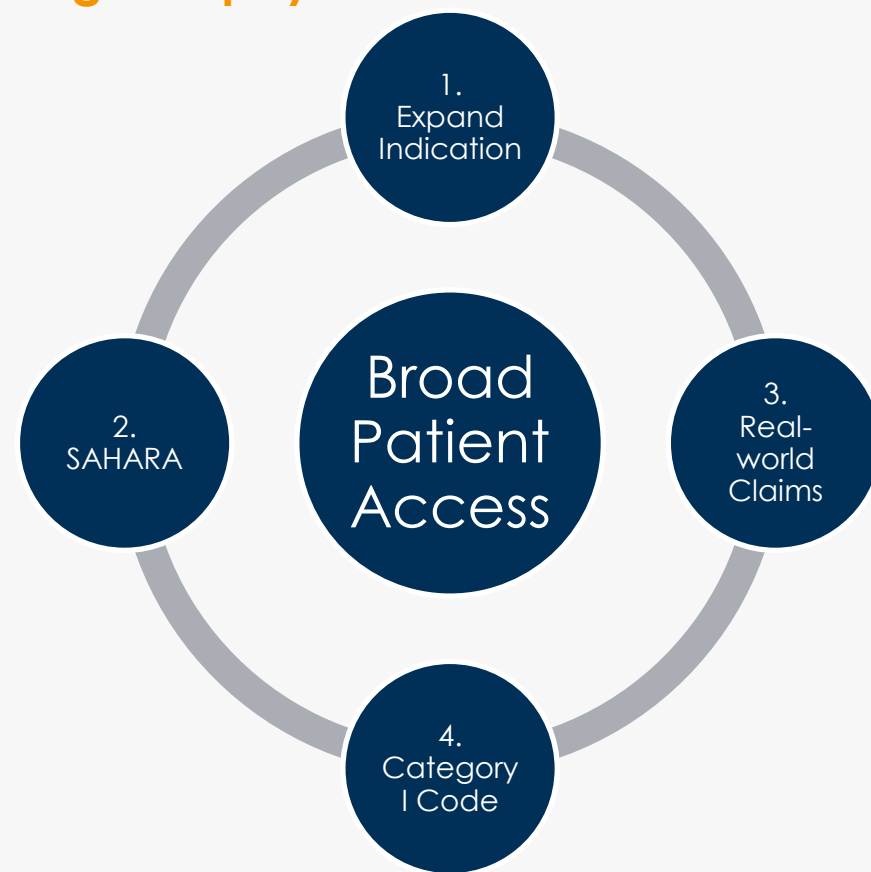 1.
Expand
Indication
2.
SAHARA
Broad
Patient
Access
3.
Real-
world
Claims
4.
Category
I Code